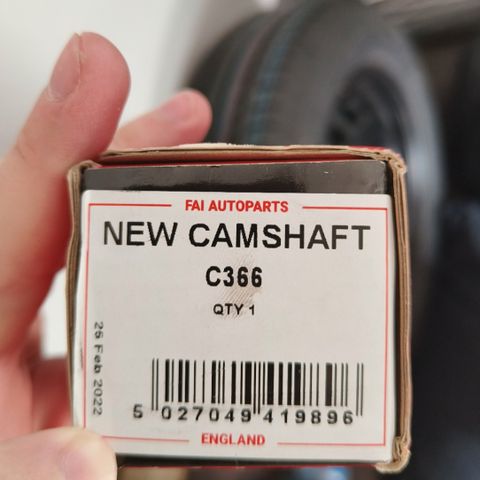 FAI AUTOPARTS
NEW CAMSHAFT
C366
QTY 1
26 Feb 2022
5 027049 419896
ENGLAND